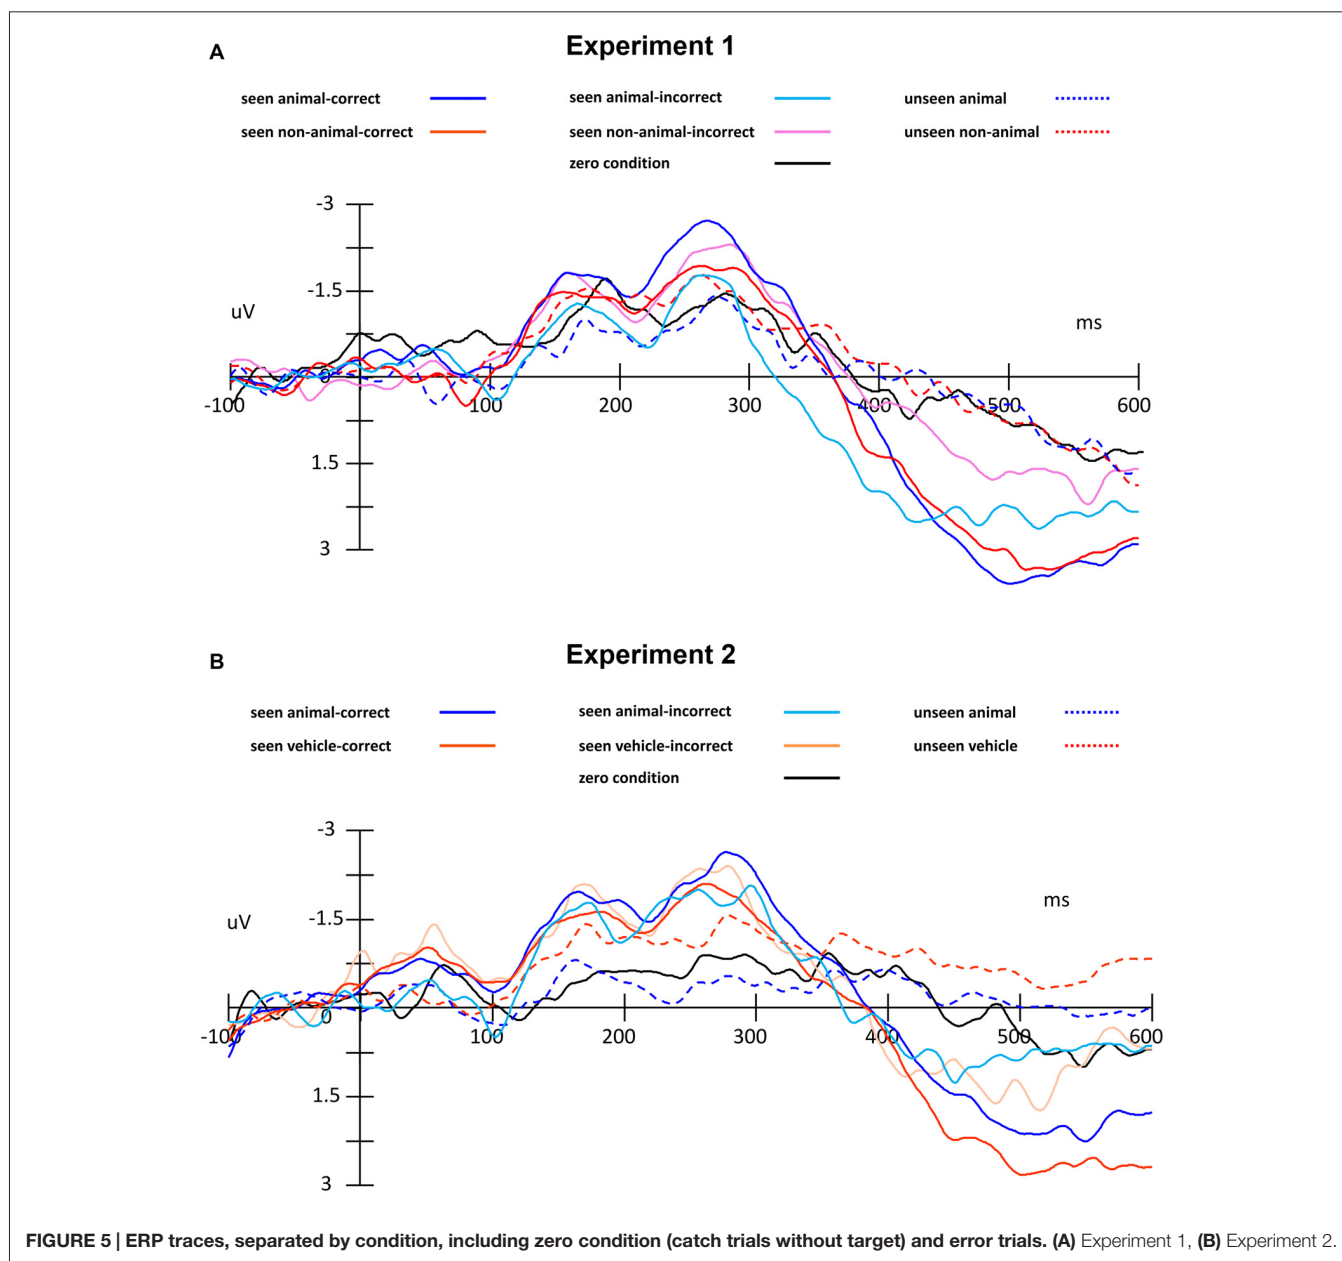 A
Experiment 1
seen animal-correct seen animal-incorrect unseen animal
seen non-animal-correct seen non-animal-incorrect unseen non-animal
zero condition
-3
-1.5
uV
ms
0
-100 100 200 300 400 500 600
1.5
3
B
Experiment 2
seen animal-correct seen animal-incorrect unseen animal
seen vehicle-correct seen vehicle-incorrect unseen vehicle
zero condition
-3
-1.5
uV
ms
0
-100 100 200 300 400 500 600
1.5
3
FIGURE 5 | ERP traces, separated by condition, including zero condition (catch trials without target) and error trials. (A) Experiment 1, (B) Experiment 2.